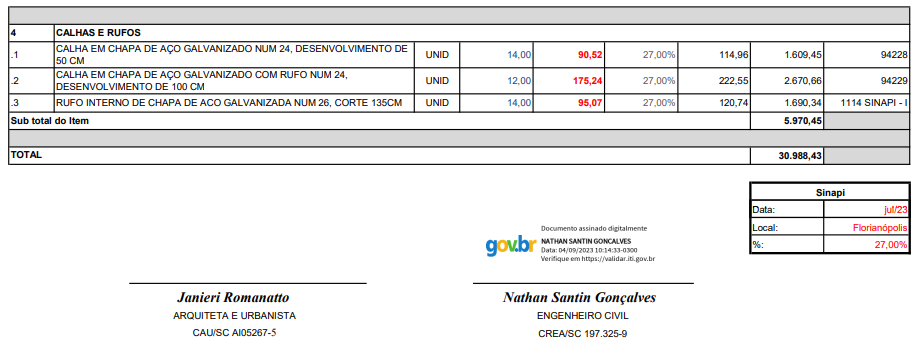 4 CALHAS E RUFOS
.1 CALHA EM CHAPA DE AÇO GALVANIZADO NUM 24, DESENVOLVIMENTO DE 50 CM UNID 14,00 90,52 27,00% 114,96 1.609,45 94228
.2 CALHA EM CHAPA DE AÇO GALVANIZADO COM RUFO NUM 24, DESENVOLVIMENTO DE 100 CM UNID 12,00 175,24 27,00% 222,55 2.670,66 94229
.3 RUFO INTERNO DE CHAPA DE ACO GALVANIZADA NUM 26, CORTE 135CM UNID 14,00 95,07 27,00% 120,74 1.690,34 1114 SINAPI - I
Sub total do Item 5.970,45
TOTAL 30.988,43
Sinapi
Data: jul/23
Local: Florianópolis
%: 27,00%
gov.br
Documento assinado digitalmente
NATHAN SANTIN GONCALVES
Data: 04/09/2023 10:14:33-0300
Verifique em https://validar.iti.gov.br
Janieri Romanatto
ARQUITETA E URBANISTA
CAU/SC AI05267-5
Nathan Santin Gonçalves
ENGENHEIRO CIVIL
CREA/SC 197.325-9